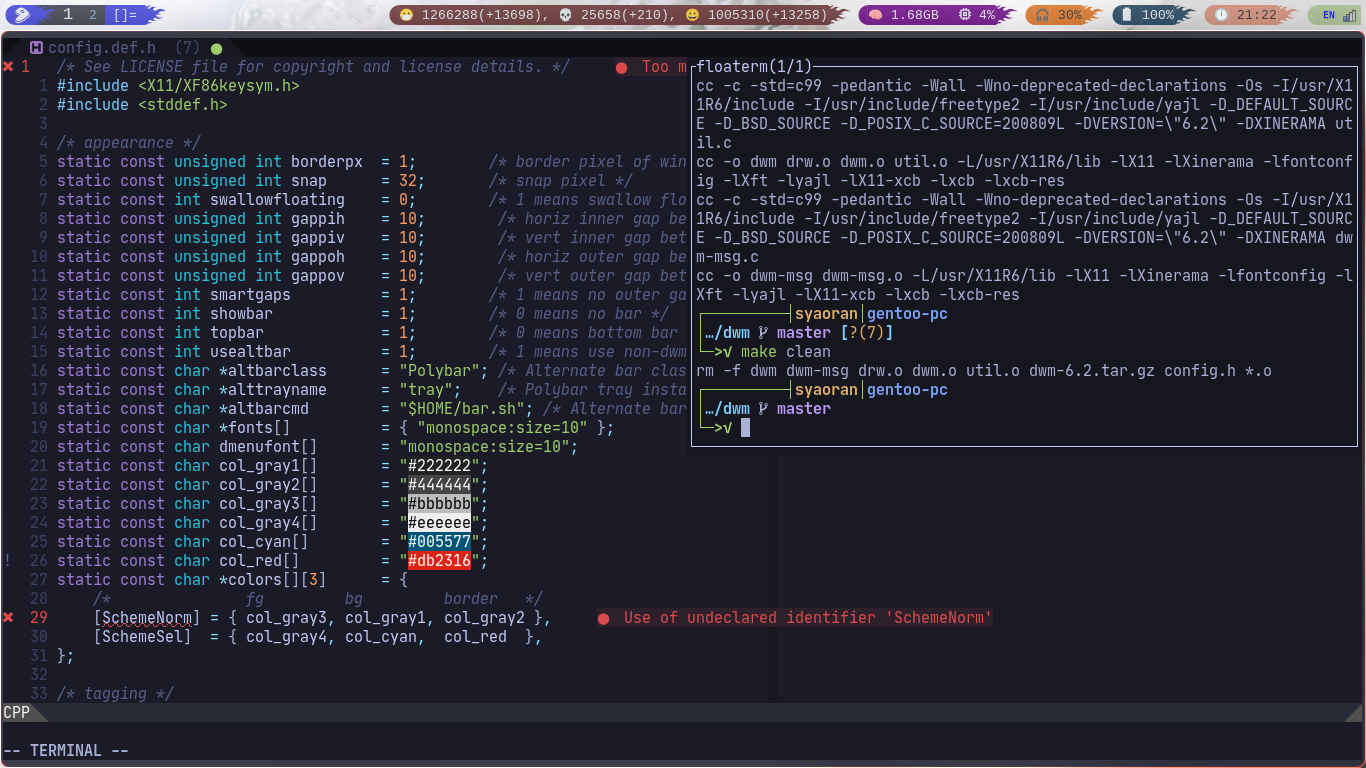 1 2 []= 1266288(+13698), 25658(+210), 1005310(+13258) 1.68GB 4% 30% 100% 21:22 EN
config.def.h (7)
1 /* See LICENSE file for copyright and license details. */ Too m
1 #include <X11/XF86keysym.h>
2 #include <stddef.h>
3
4 /* appearance */
5 static const unsigned int borderpx = 1; /* border pixel of win
6 static const unsigned int snap = 32; /* snap pixel */
7 static const int swallowfloating = 0; /* 1 means swallow flo
8 static const unsigned int gappih = 10; /* horiz inner gap be
9 static const unsigned int gappiv = 10; /* vert inner gap bet
10 static const unsigned int gappoh = 10; /* horiz outer gap be
11 static const unsigned int gappov = 10; /* vert outer gap bet
12 static const int smartgaps = 1; /* 1 means no outer ga
13 static const int showbar = 1; /* 0 means no bar */
14 static const int topbar = 1; /* 0 means bottom bar
15 static const int usealtbar = 1; /* 1 means use non-dwm
16 static const char *altbarclass = "Polybar"; /* Alternate bar clas
17 static const char *alttrayname = "tray"; /* Polybar tray insta
18 static const char *altbarcmd = "$HOME/bar.sh"; /* Alternate bar
19 static const char *fonts[] = { "monospace:size=10" };
20 static const char dmenufont[] = "monospace:size=10";
21 static const char col_gray1[] = "#222222";
22 static const char col_gray2[] = "#444444";
23 static const char col_gray3[] = "#bbbbbb";
24 static const char col_gray4[] = "#eeeeee";
25 static const char col_cyan[] = "#005577";
! 26 static const char col_red[] = "#db2316";
27 static const char *colors[][3] = {
28 /* fg bg border */
29 [SchemeNorm] = { col_gray3, col_gray1, col_gray2 }, Use of undeclared identifier 'SchemeNorm'
30 [SchemeSel] = { col_gray4, col_cyan, col_red },
31 };
32
33 /* tagging */
CPP
-- TERMINAL --
floaterm(1/1)
cc -c -std=c99 -pedantic -Wall -Wno-deprecated-declarations -Os -I/usr/X1
1R6/include -I/usr/include/freetype2 -I/usr/include/yajl -D_DEFAULT_SOURC
E -D_BSD_SOURCE -D_POSIX_C_SOURCE=200809L -DVERSION=\"6.2\" -DXINERAMA ut
il.c
cc -o dwm drw.o dwm.o util.o -L/usr/X11R6/lib -lX11 -lXinerama -lfontconf
ig -lXft -lyajl -lX11-xcb -lxcb -lxcb-res
cc -c -std=c99 -pedantic -Wall -Wno-deprecated-declarations -Os -I/usr/X1
1R6/include -I/usr/include/freetype2 -I/usr/include/yajl -D_DEFAULT_SOURC
E -D_BSD_SOURCE -D_POSIX_C_SOURCE=200809L -DVERSION=\"6.2\" -DXINERAMA dw
m-msg.c
cc -o dwm-msg dwm-msg.o -L/usr/X11R6/lib -lX11 -lXinerama -lfontconfig -l
Xft -lyajl -lX11-xcb -lxcb -lxcb-res
┌─────────│syaoran│gentoo-pc
│…/dwm master [?(7)]
└─>√ make clean
rm -f dwm dwm-msg drw.o dwm.o util.o dwm-6.2.tar.gz config.h *.o
┌─────────│syaoran│gentoo-pc
│…/dwm master
└─>√